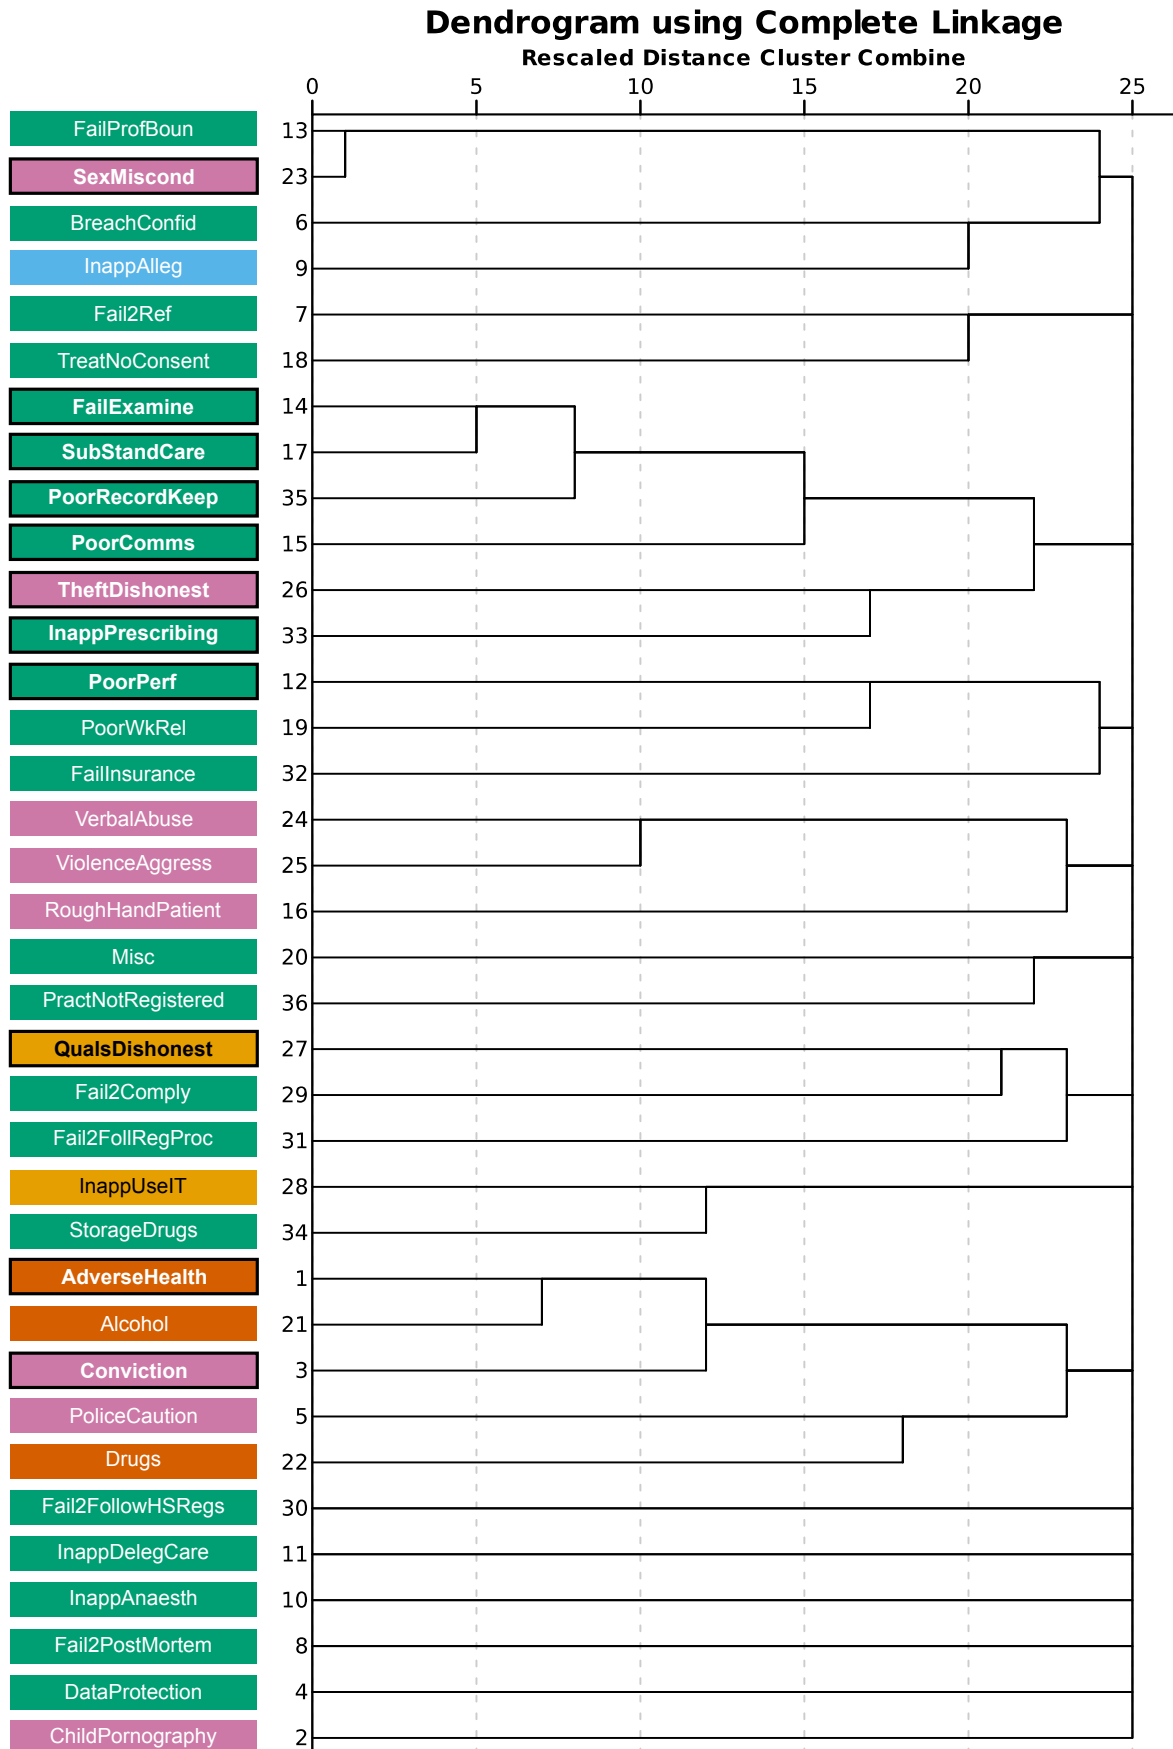 Dendrogram using Complete Linkage
Rescaled Distance Cluster Combine
0 5 10 15 20 25
FailProfBoun 13
SexMiscond 23
BreachConfid 6
InappAlleg 9
Fail2Ref 7
TreatNoConsent 18
FailExamine 14
SubStandCare 17
PoorRecordKeep 35
PoorComms 15
TheftDishonest 26
InappPrescribing 33
PoorPerf 12
PoorWkRel 19
FailInsurance 32
VerbalAbuse 24
ViolenceAggress 25
RoughHandPatient 16
Misc 20
PractNotRegistered 36
QualsDishonest 27
Fail2Comply 29
Fail2FollRegProc 31
InappUseIT 28
StorageDrugs 34
AdverseHealth 1
Alcohol 21
Conviction 3
PoliceCaution 5
Drugs 22
Fail2FollowHSRegs 30
InappDelegCare 11
InappAnaesth 10
Fail2PostMortem 8
DataProtection 4
ChildPornography 2